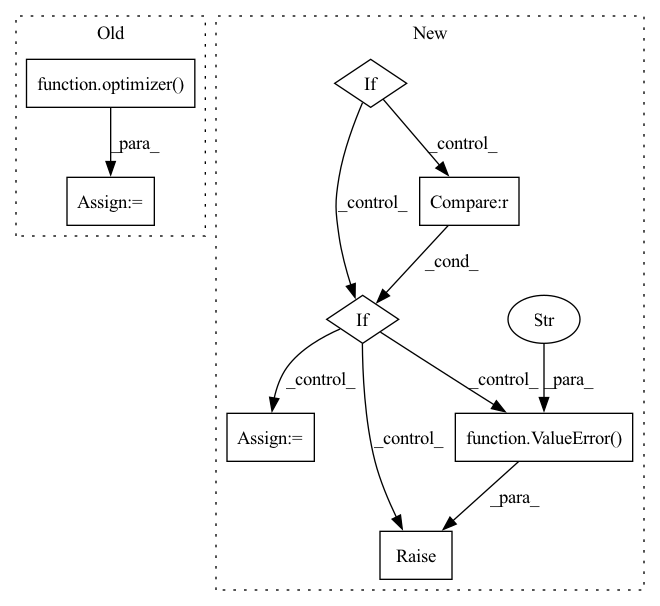 Old
New
function.optimizer()
If
_para_
_control_
Assign:=
_control_
Compare:r
_cond_
If
Str
_control_
_control_
_para_
_control_
Assign:=
function.ValueError()
_para_
Raise